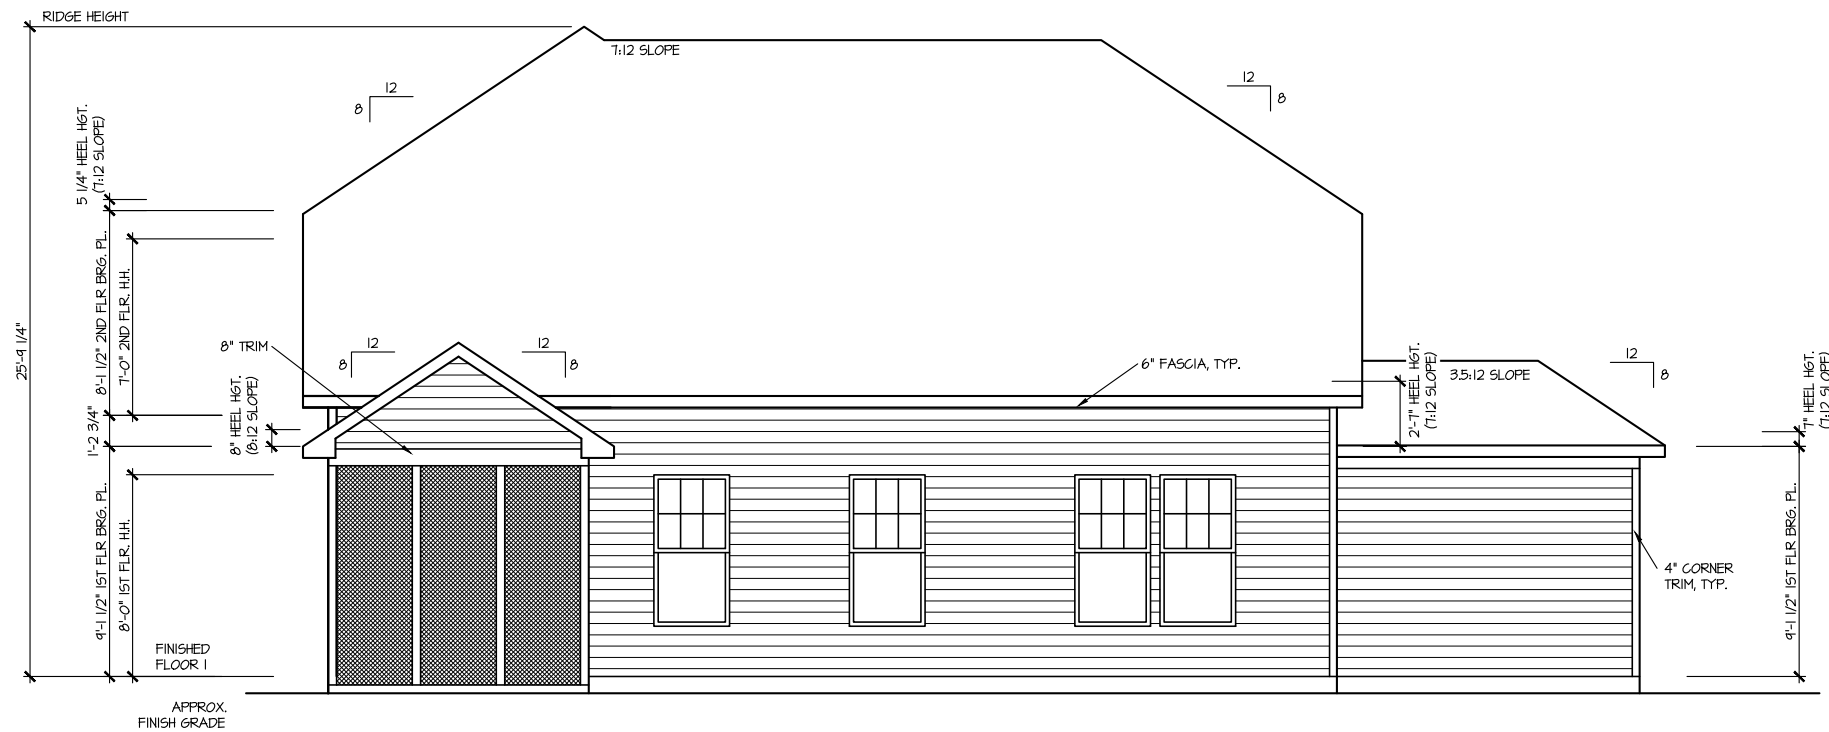 RIDGE HEIGHT
7:12 SLOPE
12
8
12
8
5 1/4" HEEL HGT.
(7:12 SLOPE)
25'-9 1/4"
8'-1 1/2" 2ND FLR BRG. PL.
7'-0" 2ND FLR. H.H.
8" TRIM
12
8
12
8
6" FASCIA, TYP.
2'-7" HEEL HGT.
(7:12 SLOPE)
3.5:12 SLOPE
12
8
7" HEEL HGT.
(7:12 SLOPE)
1'-2 3/4"
8" HEEL HGT.
(8:12 SLOPE)
9'-1 1/2" 1ST FLR BRG. PL.
8'-0" 1ST FLR. H.H.
4" CORNER
TRIM, TYP.
9'-1 1/2" 1ST FLR BRG. PL.
FINISHED
FLOOR 1
APPROX.
FINISH GRADE